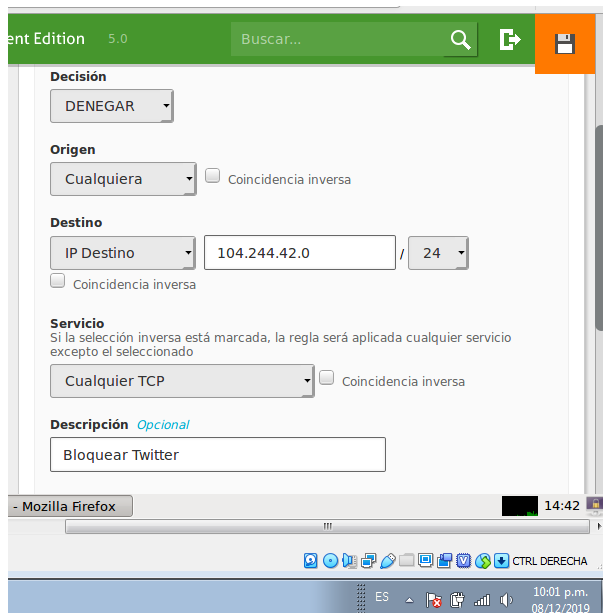 ent Edition 5.0 Buscar...
Decisión
DENEGAR
Origen
Cualquiera Coincidencia inversa
Destino
IP Destino 104.244.42.0 / 24
Coincidencia inversa
Servicio
Si la selección inversa está marcada, la regla será aplicada cualquier servicio
excepto el seleccionado
Cualquier TCP Coincidencia inversa
Descripción Opcional
Bloquear Twitter
- Mozilla Firefox 14:42
CTRL DERECHA
ES 10:01 p.m.
08/12/2019